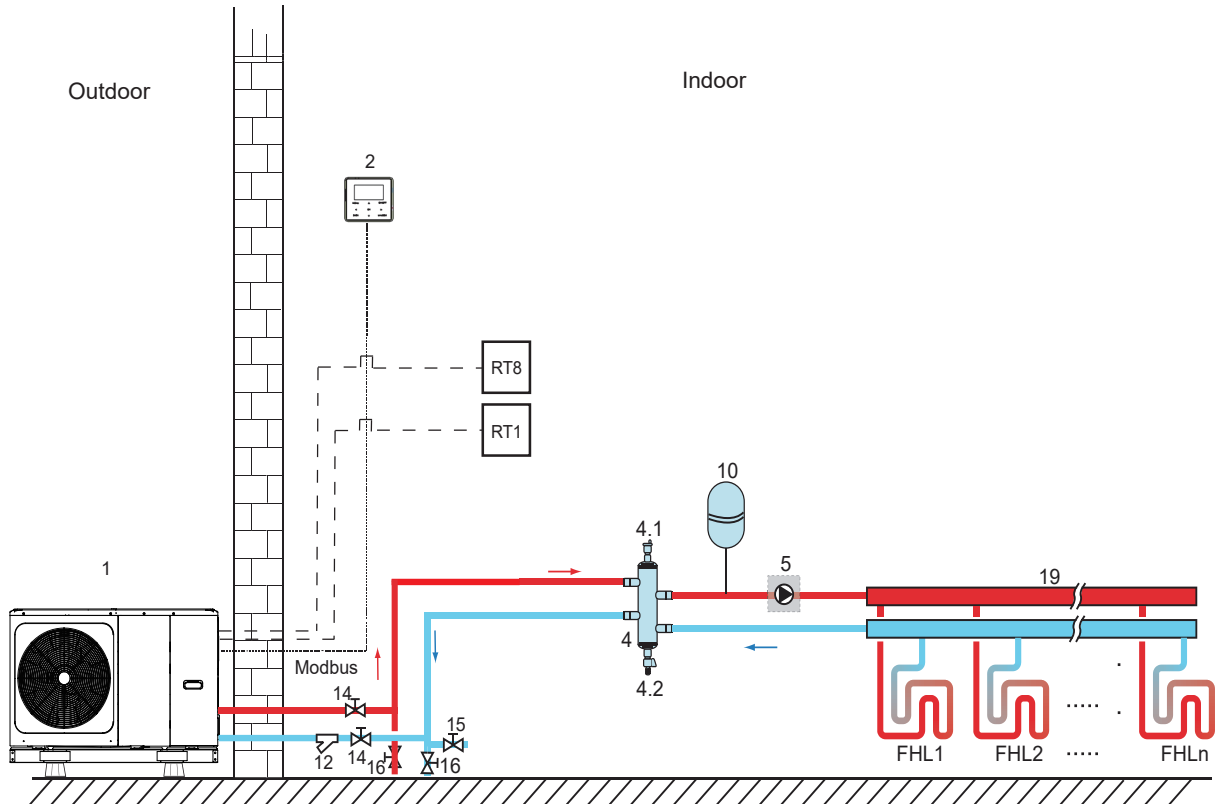 Outdoor
Indoor
2
RT8
RT1
10
4.1
5
1
19
4
Modbus
4.2
14
15
12
14
16
16
FHL1
FHL2
.....
.....
FHLn